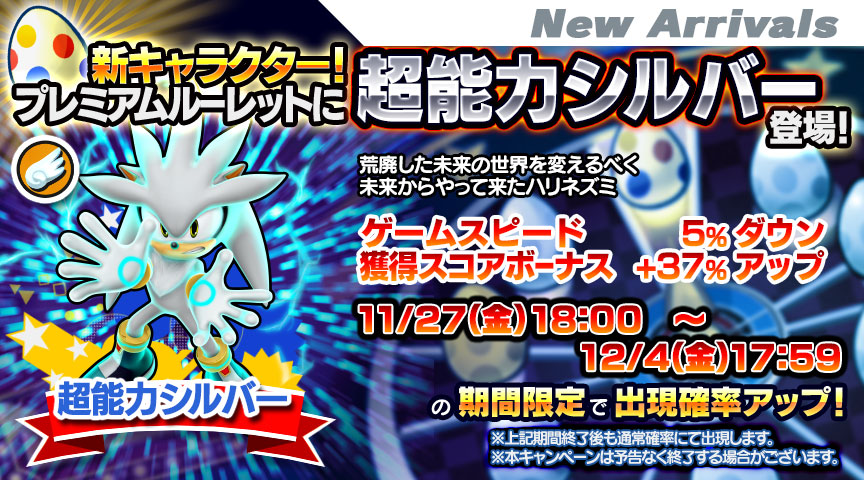 New Arrivals
新キャラクター!
プレミアムルーレットに
超能力シルバー
登場!
荒廃した未来の世界を変えるべく
未来からやって来たハリネズミ
ゲームスピード 5%ダウン
獲得スコアボーナス +37%アップ
11/27(金)18:00 ～
12/4(金)17:59
の期間限定で出現確率アップ!
※上記期間終了後も通常確率にて出現します。
※本キャンペーンは予告なく終了する場合がございます。
超能力シルバー